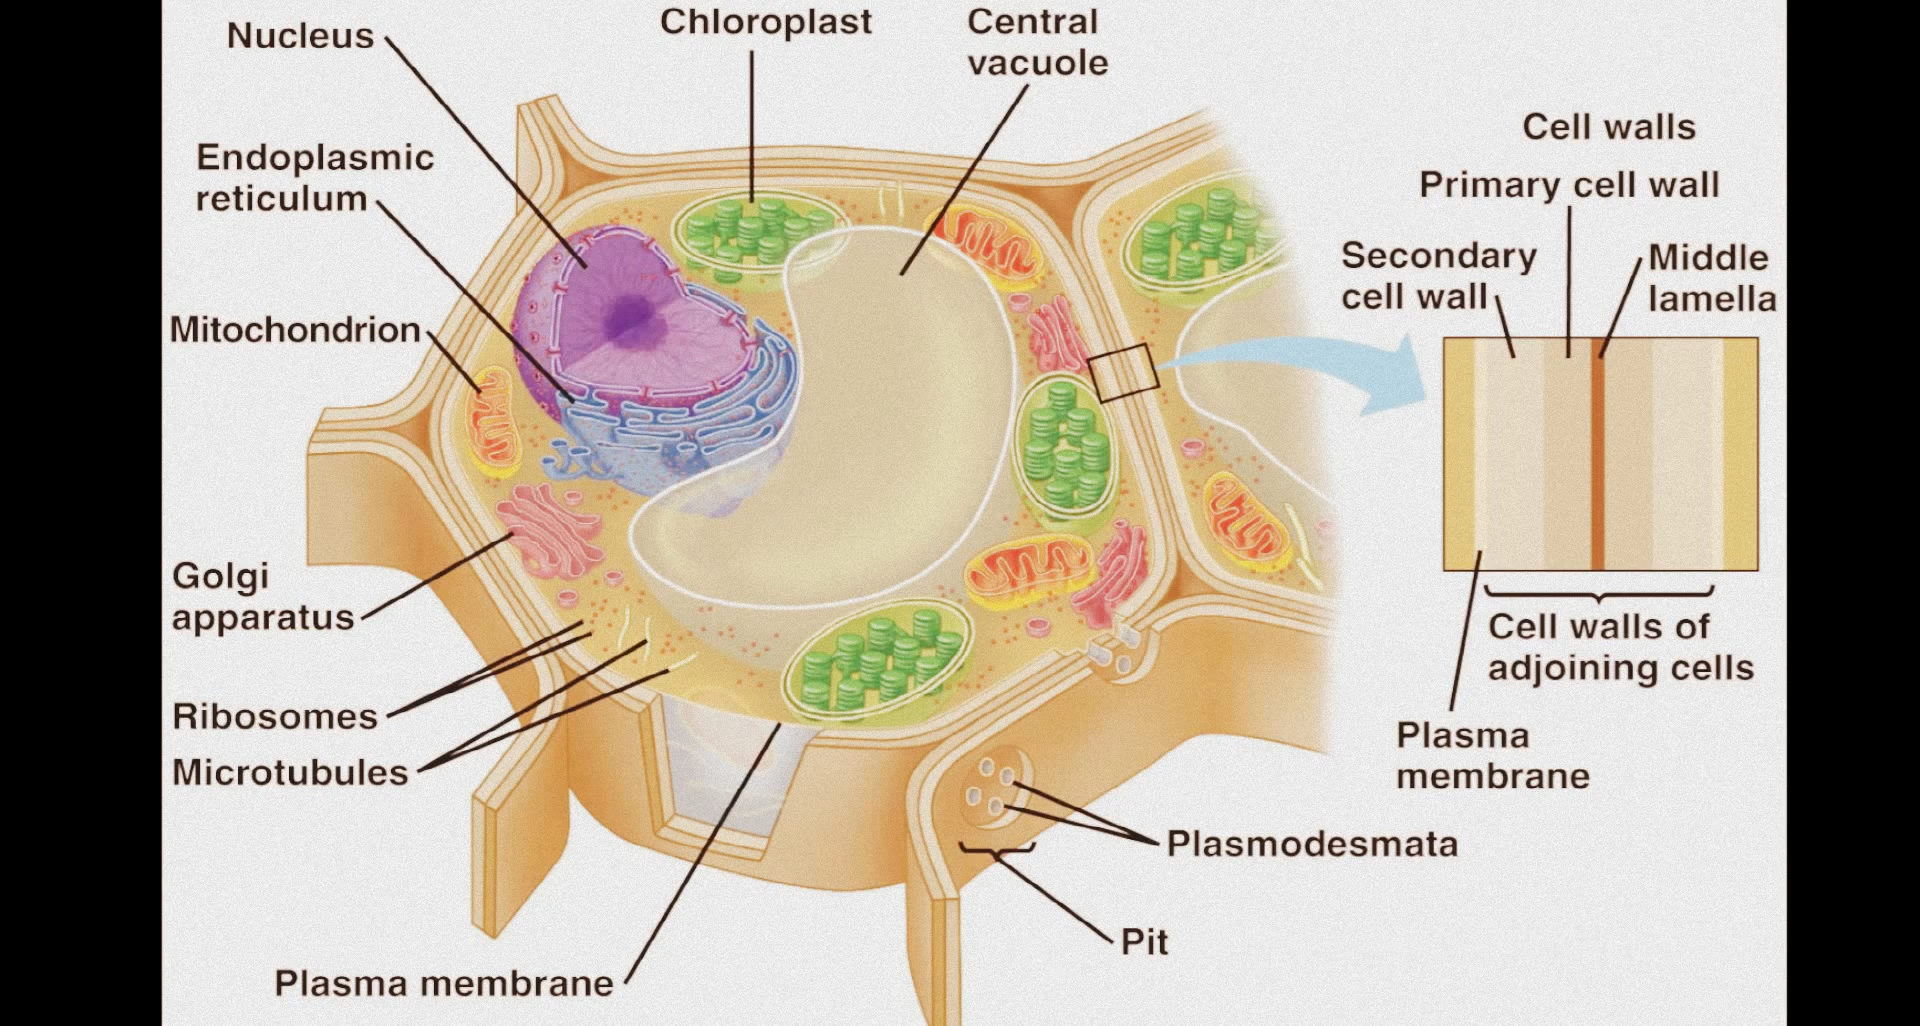 Nucleus
Chloroplast
Central
vacuole
Endoplasmic
reticulum
Mitochondrion
Golgi
apparatus
Ribosomes
Microtubules
Plasma membrane
Cell walls
Primary cell wall
Secondary
cell wall
Middle
lamella
Cell walls of
adjoining cells
Plasma
membrane
Plasmodesmata
Pit